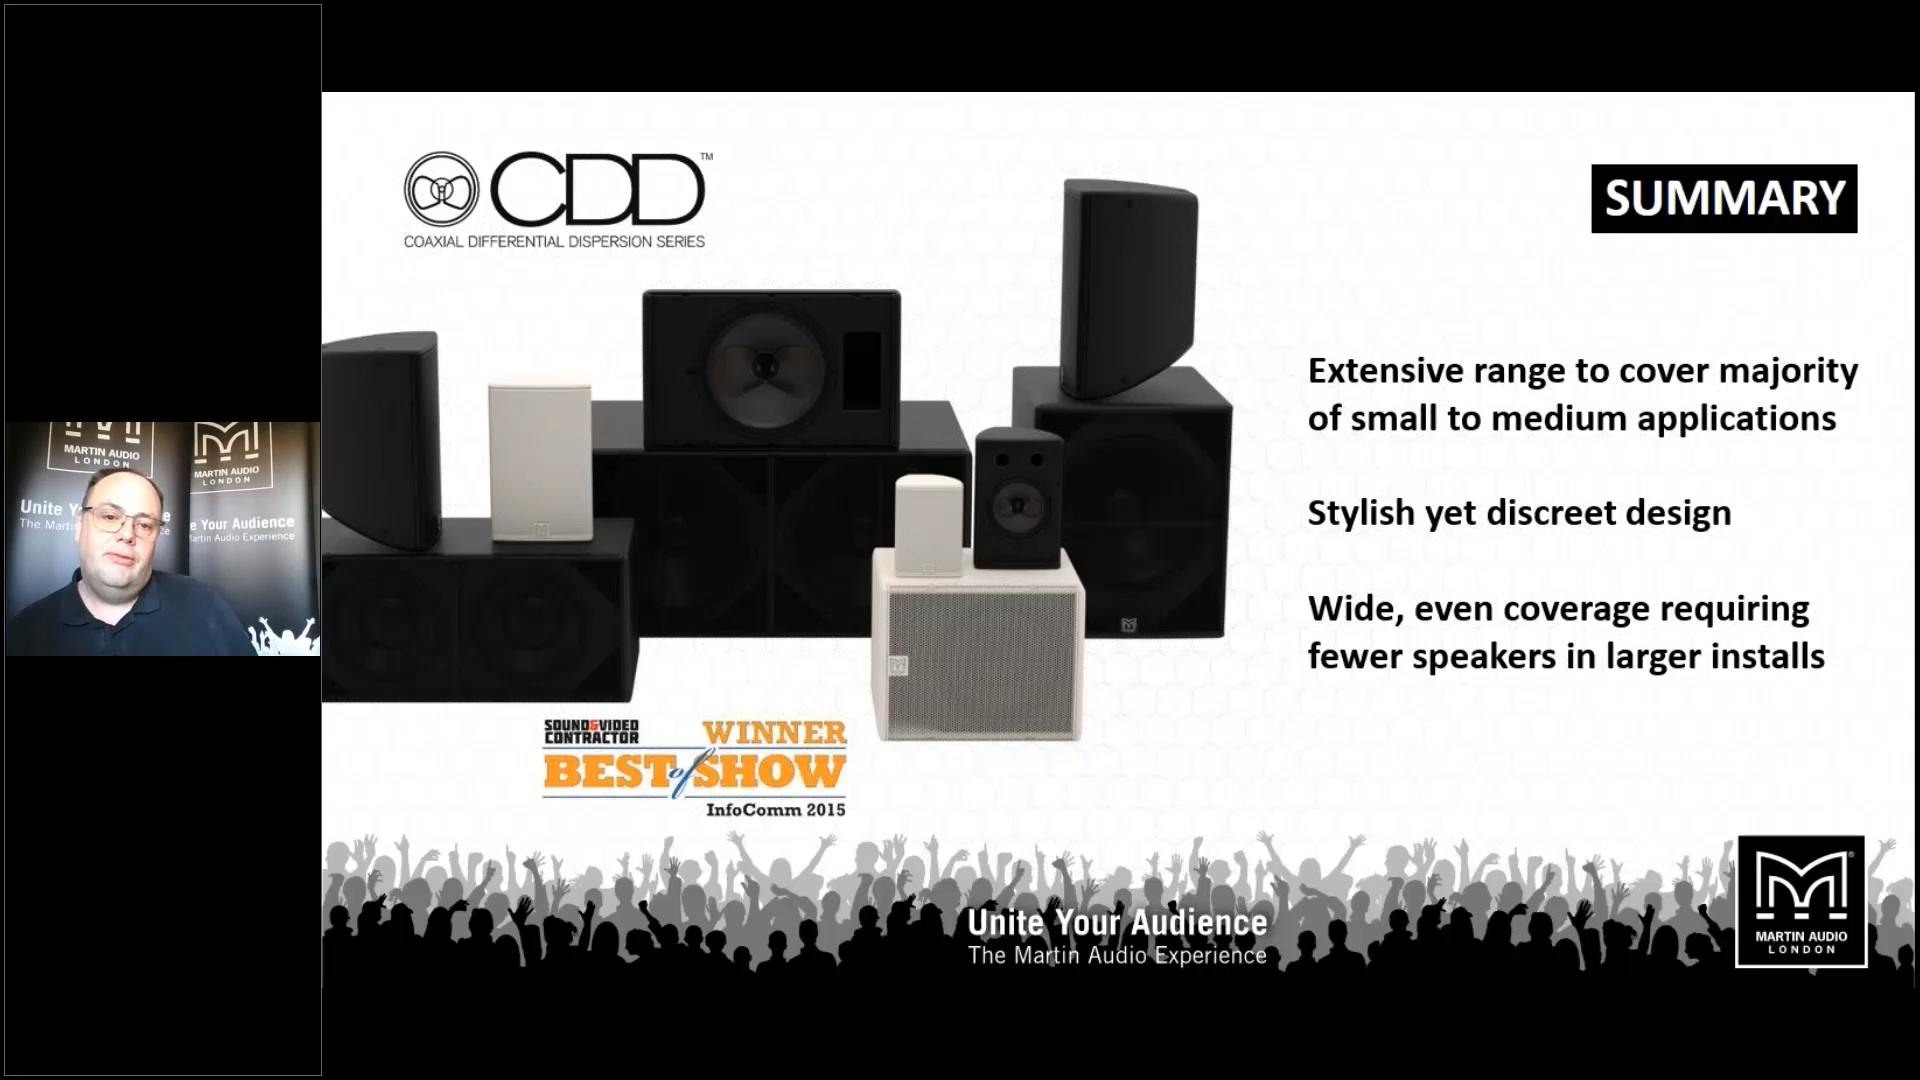 MARTIN AUDIO
LONDON
MARTIN AUDIO
LONDON
Unite Y
e Your Audience
The Marti
ce
artin Audio Experience
CDD™
COAXIAL DIFFERENTIAL DISPERSION SERIES
SUMMARY
Extensive range to cover majority
of small to medium applications
Stylish yet discreet design
Wide, even coverage requiring
fewer speakers in larger installs
SOUND&VIDEO
CONTRACTOR
WINNER
BEST of SHOW
InfoComm 2015
Unite Your Audience
The Martin Audio Experience
MARTIN AUDIO
LONDON